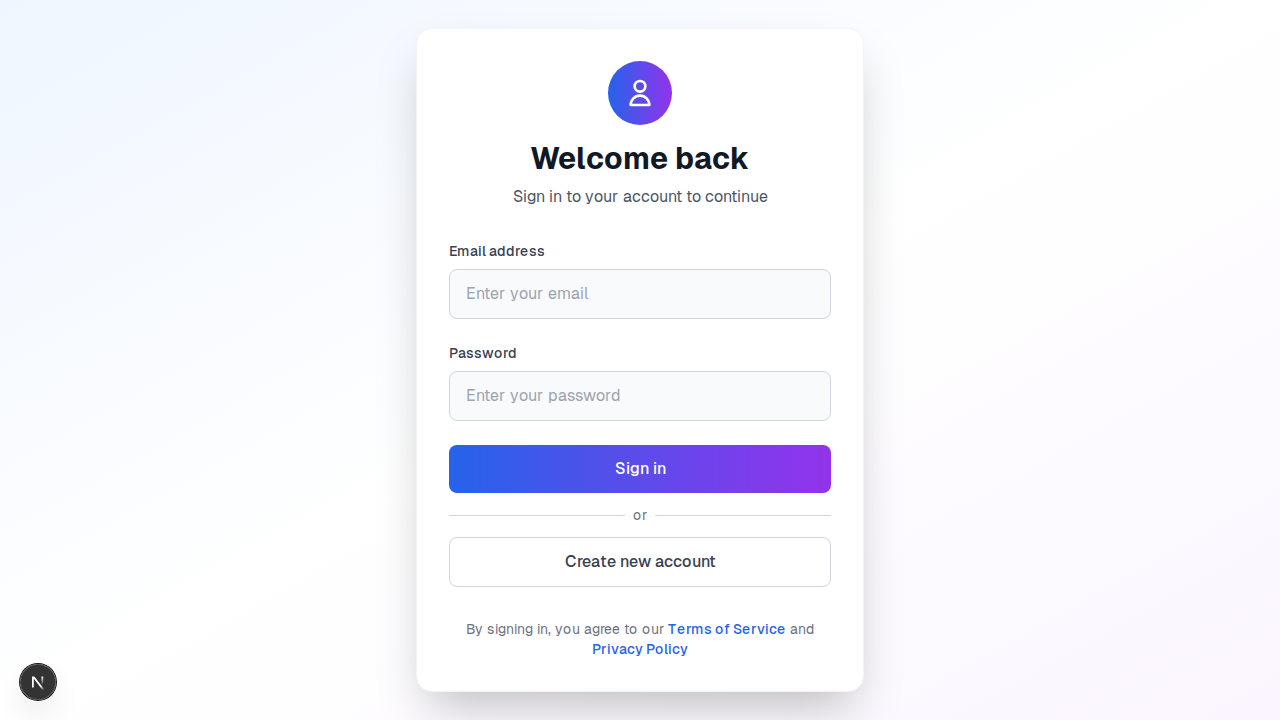 Welcome back
Sign in to your account to continue
Email address
Enter your email
Password
Enter your password
Sign in
or
Create new account
By signing in, you agree to our Terms of Service and
Privacy Policy
N